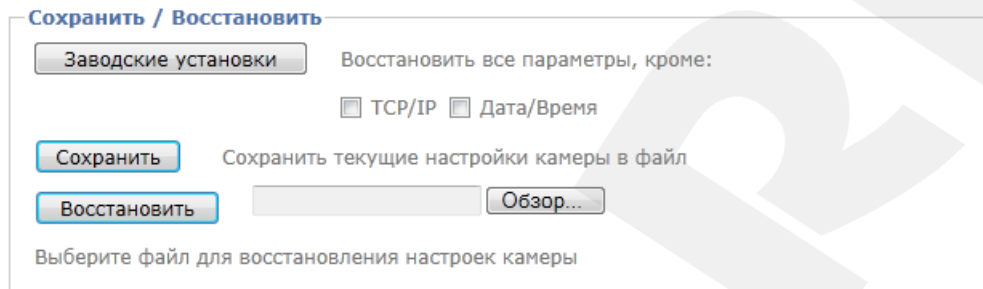 Сохранить / Восстановить
Заводские установки Восстановить все параметры, кроме:
TCP/IP Дата/Время
Сохранить Сохранить текущие настройки камеры в файл
Восстановить Обзор...
Выберите файл для восстановления настроек камеры